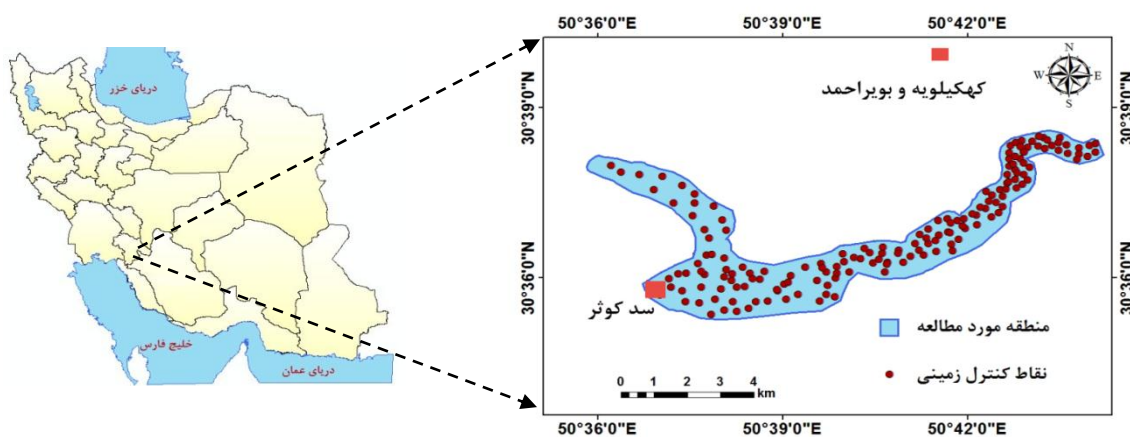 دریای خزر
خلیج فارس
دریای عمان
50°36'0"E 50°39'0"E 50°42'0"E
30°39'0"N
30°36'0"N
N
W E
S
کهکیلویه و بویراحمد
سد کوثر
منطقه مورد مطالعه
نقاط کنترل زمینی
0 1 2 3 4
km
30°39'0"N
30°36'0"N
50°36'0"E 50°39'0"E 50°42'0"E